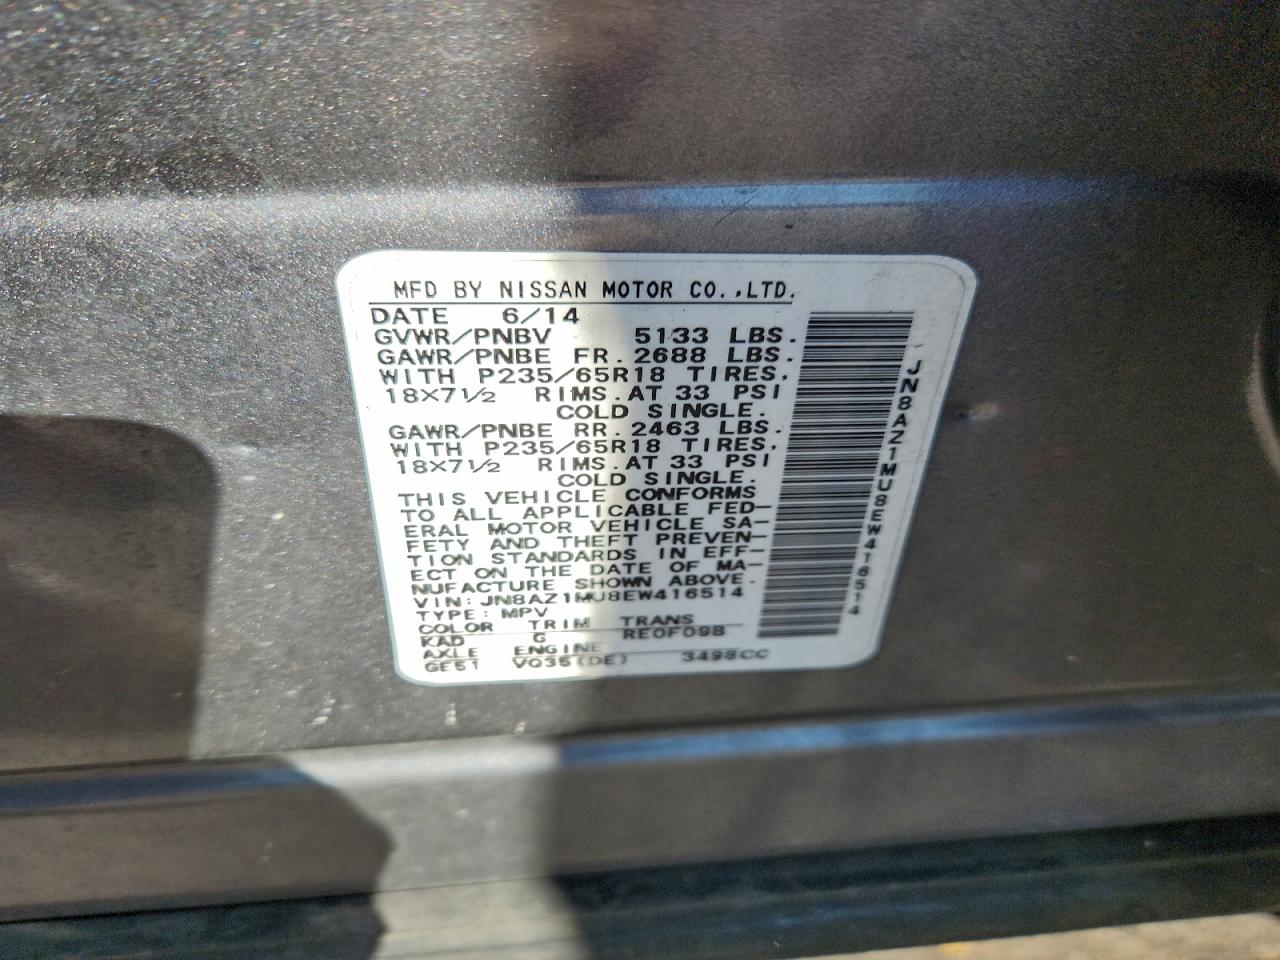 MFD BY NISSAN MOTOR CO.,LTD.
DATE 6/14
GVWR/PNBV 5133 LBS.
GAWR/PNBE FR. 2688 LBS.
WITH P235/65R18 TIRES,
18X7½ RIMS. AT 33 PSI
COLD SINGLE.
GAWR/PNBE RR. 2463 LBS.
WITH P235/65R18 TIRES,
18X7½ RIMS. AT 33 PSI
COLD SINGLE.
THIS VEHICLE CONFORMS
TO ALL APPLICABLE FED-
ERAL MOTOR VEHICLE SA-
FETY AND THEFT PREVEN-
TION STANDARDS IN EFF-
ECT ON THE DATE OF MA-
NUFACTURE SHOWN ABOVE.
VIN: JN8AZ1MU8EW416514
TYPE: MPV
COLOR TRIM TRANS
KAD G RE0F09B
AXLE ENGINE
GE51 VQ35(DE) 3498CC
JN8AZ1MU8EW416514